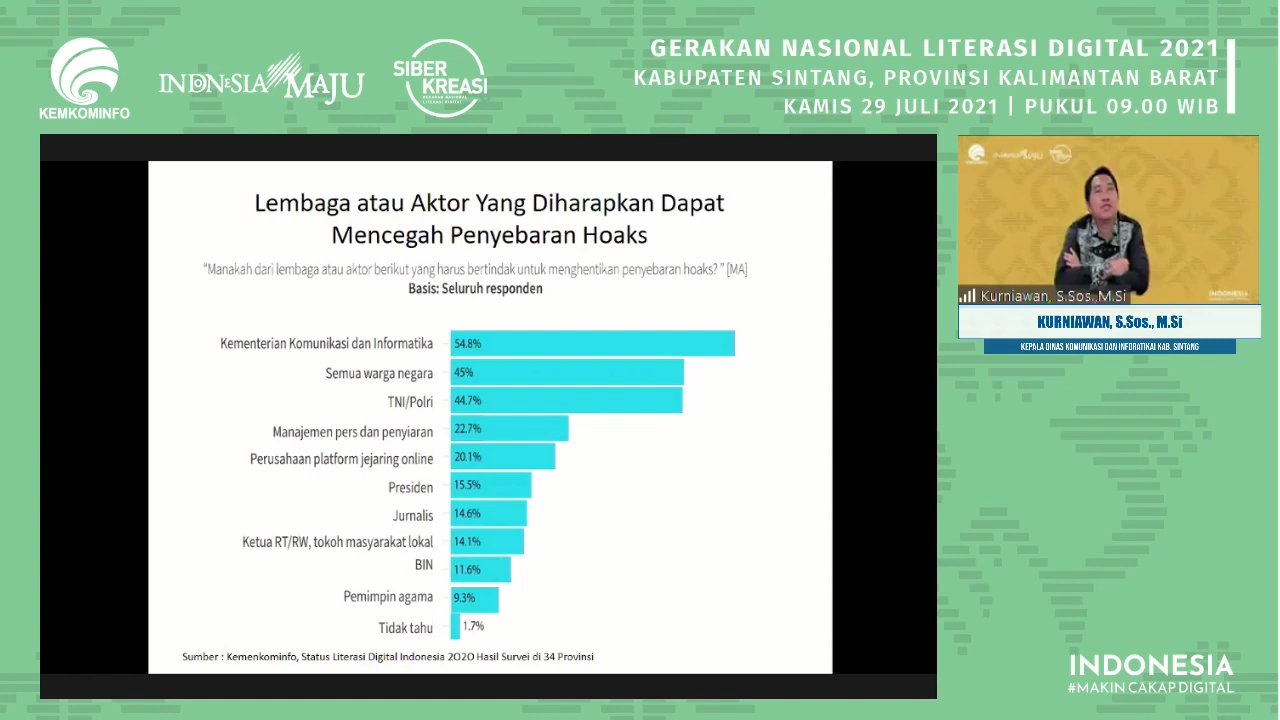 KEMKOMINFO
INDONESIA MAJU
SIBER
KREASI
GERAKAN NASIONAL LITERASI DIGITAL 2021
KABUPATEN SINTANG, PROVINSI KALIMANTAN BARAT
KAMIS 29 JULI 2021 | PUKUL 09.00 WIB
Lembaga atau Aktor Yang Diharapkan Dapat
Mencegah Penyebaran Hoaks
“Manakah dari lembaga atau aktor berikut yang harus bertindak untuk menghentikan penyebaran hoaks? ” [MA]
Basis: Seluruh responden
Kementerian Komunikasi dan Informatika 54.8%
Semua warga negara 45%
TNI/Polri 44.7%
Manajemen pers dan penyiaran 22.7%
Perusahaan platform jejaring online 20.1%
Presiden 15.5%
Jurnalis 14.6%
Ketua RT/RW, tokoh masyarakat lokal 14.1%
BIN 11.6%
Pemimpin agama 9.3%
Tidak tahu 1.7%
Sumber : Kemenkominfo, Status Literasi Digital Indonesia 2020 Hasil Survei di 34 Provinsi
Kurniawan, S.Sos.,M.Si
INDONESIA
KURNIAWAN, S.Sos., M.Si
KEPALA DINAS KOMUNIKASI DAN INFORATIKAI KAB. SINTANG
INDONESIA
#MAKIN CAKAP DIGITAL